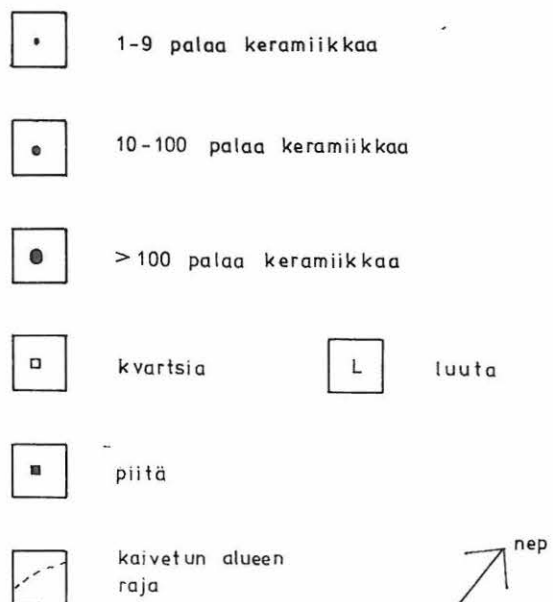 1-9 palaa keramiikkaa
10-100 palaa keramiikkaa
> 100 palaa keramiikkaa
kvartsia
L luuta
piitä
kaivetun alueen
raja
nep